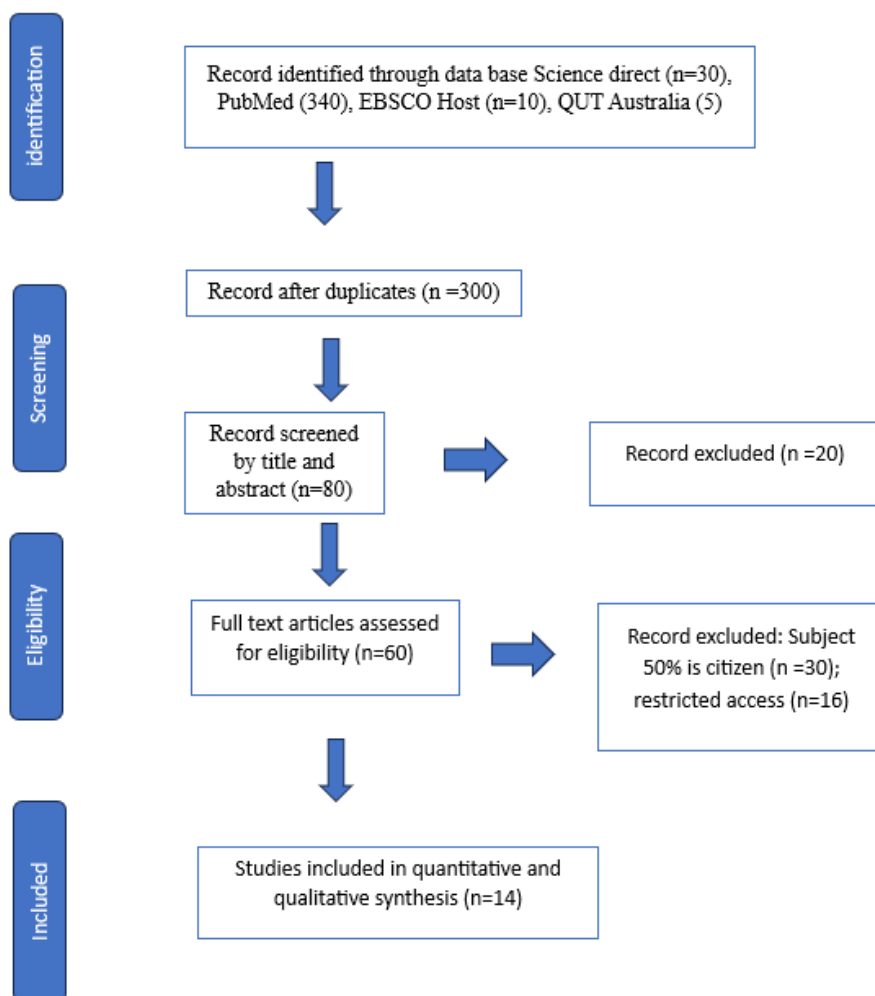 identification
Record identified through data base Science direct (n=30),
PubMed (340), EBSCO Host (n=10), QUT Australia (5)
Screening
Record after duplicates (n =300)
Record screened
by title and
abstract (n=80)
Record excluded (n =20)
Eligibility
Full text articles assessed
for eligibility (n=60)
Record excluded: Subject
50% is citizen (n =30);
restricted access (n=16)
Included
Studies included in quantitative and
qualitative synthesis (n=14)